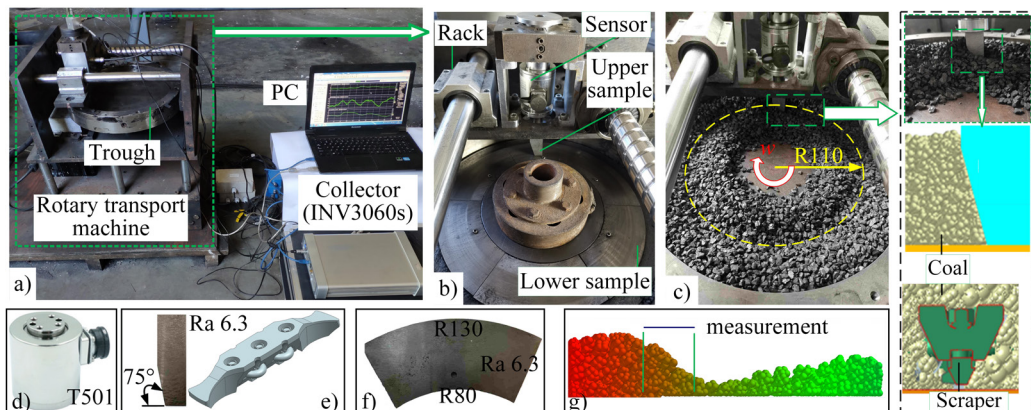 PC
Trough
Rotary transport
machine
Collector
(INV3060s)
a)
Rack
Sensor
Upper
sample
Lower sample
b)
w
R110
c)
Coal
Scraper
T501
d)
Ra 6.3
75°
e)
R130
Ra 6.3
R80
f)
measurement
g)